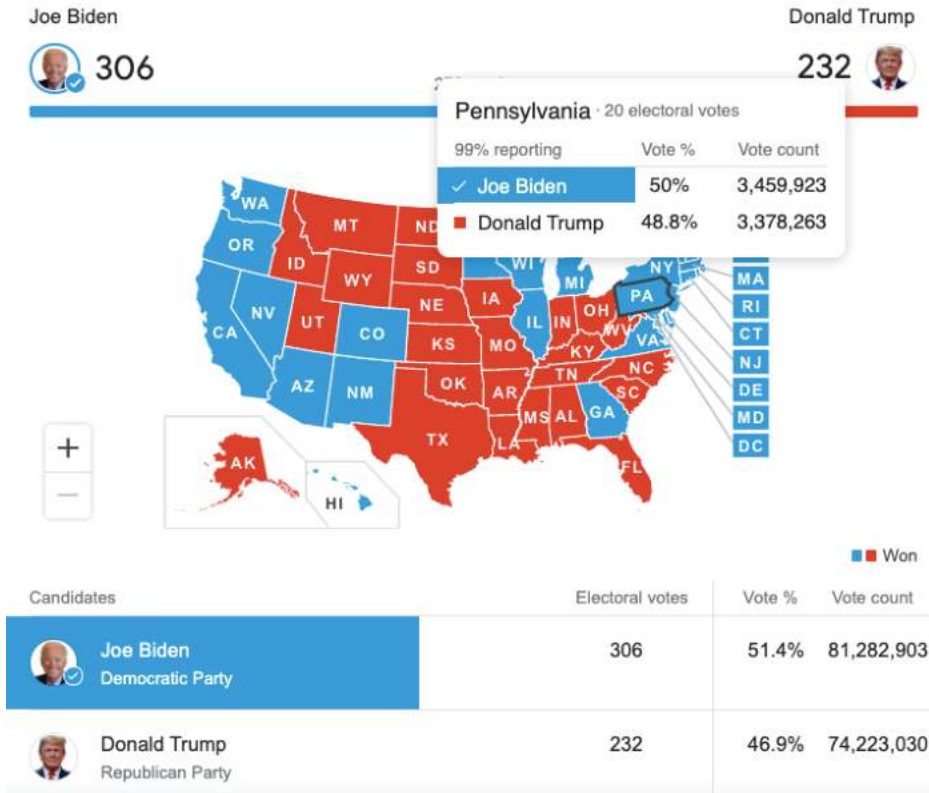 Joe Biden
Donald Trump
306
232
Pennsylvania · 20 electoral votes
99% reporting Vote % Vote count
Joe Biden 50% 3,459,923
Donald Trump 48.8% 3,378,263
WA
MT
ND
OR
ID
WY
SD
WI
MI
NY
MA
NV
UT
CO
NE
IA
IL
IN
OH
PA
RI
CA
KS
MO
WV
VA
CT
KY
NJ
AZ
NM
OK
AR
TN
NC
DE
SC
MS
AL
GA
MD
TX
LA
DC
FL
AK
HI
+
−
Won
Candidates Electoral votes Vote % Vote count
Joe Biden 306 51.4% 81,282,903
Democratic Party
Donald Trump 232 46.9% 74,223,030
Republican Party